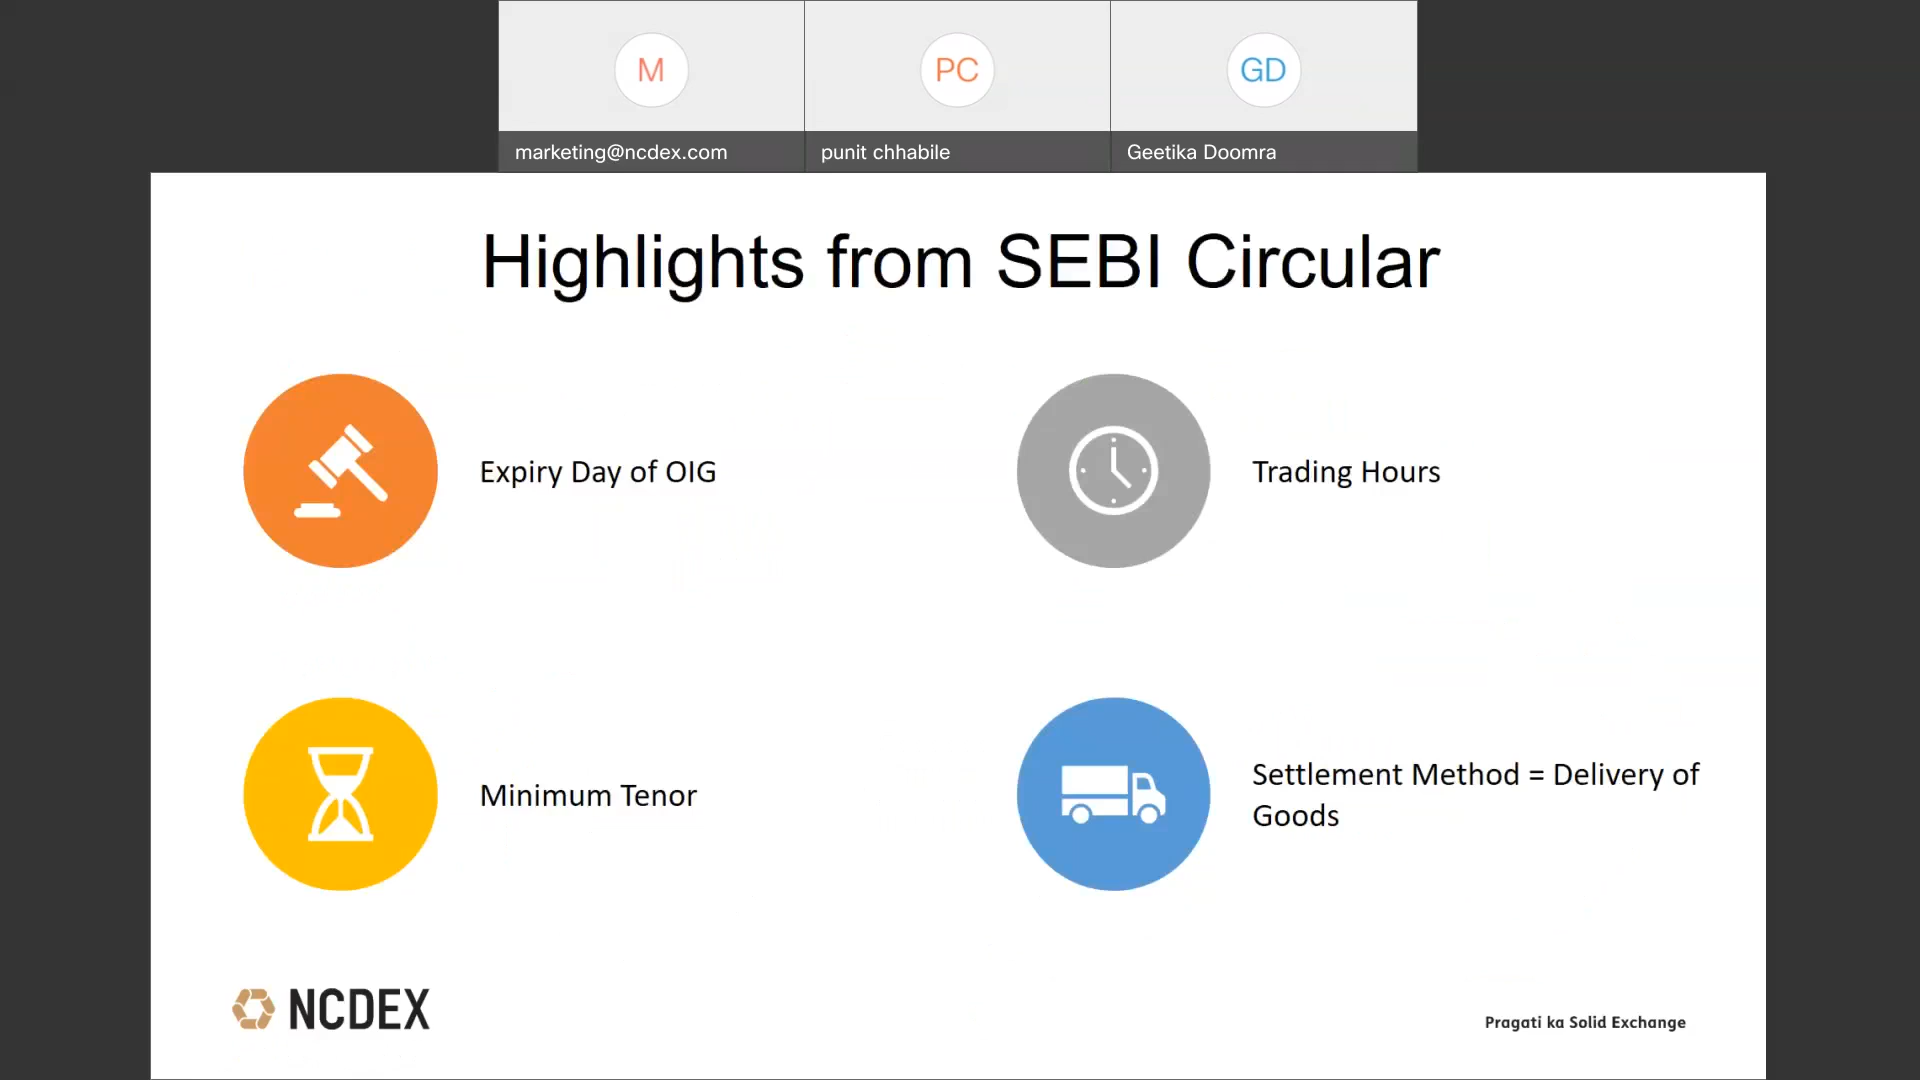 M
PC
GD
marketing@ncdex.com
punit chhabile
Geetika Doomra
Highlights from SEBI Circular
Expiry Day of OIG
Trading Hours
Minimum Tenor
Settlement Method = Delivery of
Goods
NCDEX
Pragati ka Solid Exchange